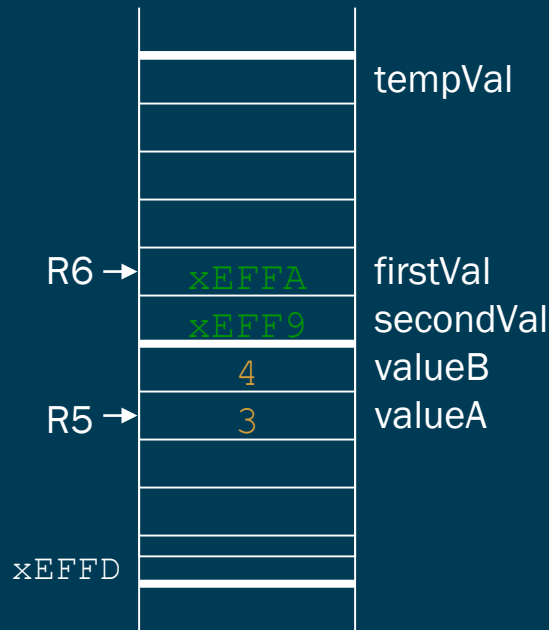 tempVal
R6 xEFFA firstVal
xEFF9 secondVal
4 valueB
R5 3 valueA
xEFFD